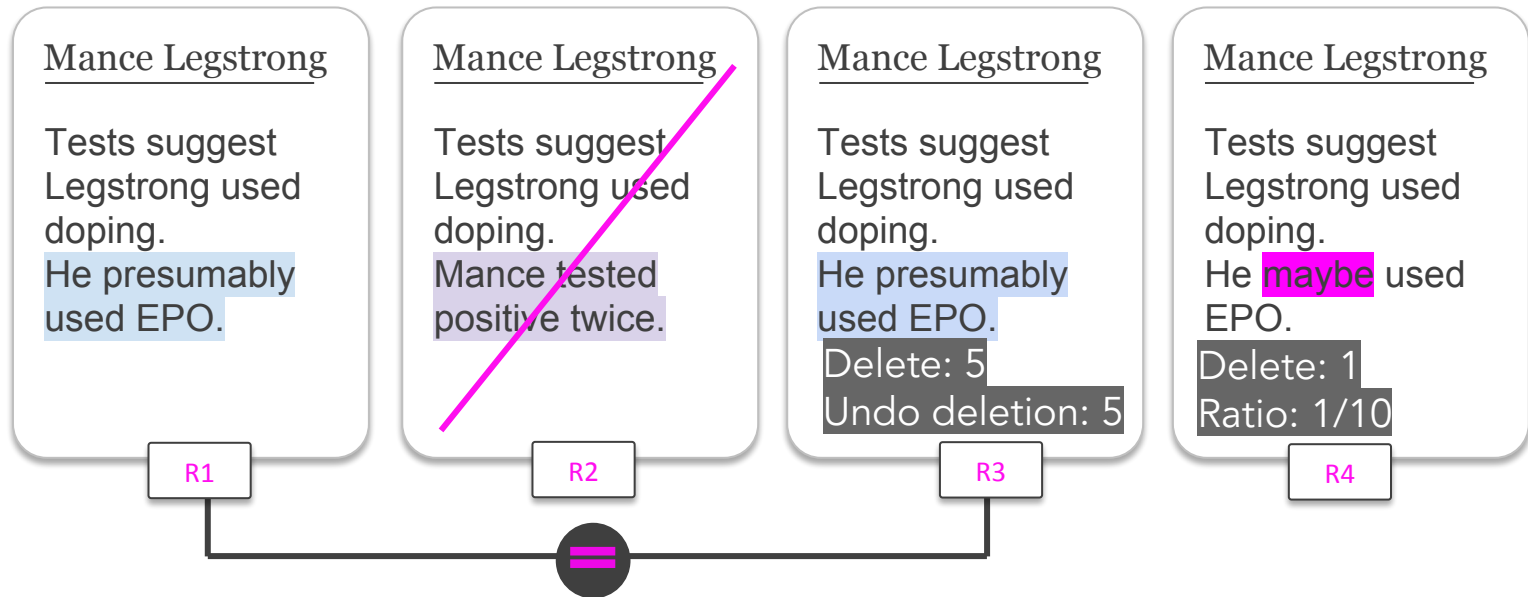 Mance Legstrong
Tests suggest
Legstrong used
doping.
He presumably
used EPO.
R1
Mance Legstrong
Tests suggest
Legstrong used
doping.
Mance tested
positive twice.
R2
Mance Legstrong
Tests suggest
Legstrong used
doping.
He presumably
used EPO.
Delete: 5
Undo deletion: 5
R3
Mance Legstrong
Tests suggest
Legstrong used
doping.
He maybe used
EPO.
Delete: 1
Ratio: 1/10
R4
=